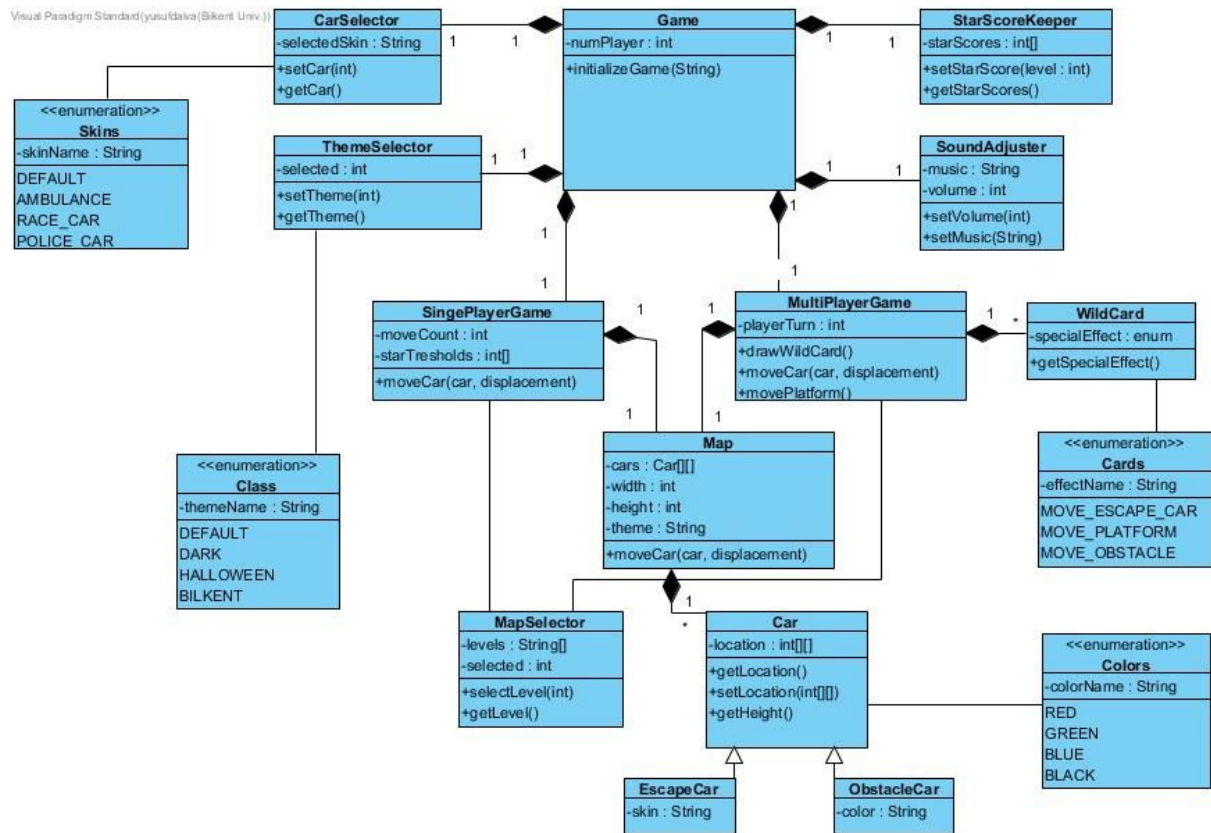 Visual Paradigm Standard(yusufdalva(Bilkent Univ.))
CarSelector
-selectedSkin : String
+setCar(int)
+getCar()
1
1
Game
-numPlayer : int
+initializeGame(String)
1
1
StarScoreKeeper
-starScores : int[]
+setStarScore(level : int)
+getStarScores()
<<enumeration>>
Skins
-skinName : String
DEFAULT
AMBULANCE
RACE_CAR
POLICE_CAR
ThemeSelector
-selected : int
+setTheme(int)
+getTheme()
1
1
1
1
SoundAdjuster
-music : String
-volume : int
+setVolume(int)
+setMusic(String)
1
1
1
1
SingePlayerGame
-moveCount : int
-starTresholds : int[]
+moveCar(car, displacement)
1
1
MultiPlayerGame
-playerTurn : int
+drawWildCard()
+moveCar(car, displacement)
+movePlatform()
1
*
WildCard
-specialEffect : enum
+getSpecialEffect()
1
1
Map
-cars : Car[][]
-width : int
-height : int
-theme : String
+moveCar(car, displacement)
<<enumeration>>
Cards
-effectName : String
MOVE_ESCAPE_CAR
MOVE_PLATFORM
MOVE_OBSTACLE
<<enumeration>>
Class
-themeName : String
DEFAULT
DARK
HALLOWEEN
BILKENT
1
*
MapSelector
-levels : String[]
-selected : int
+selectLevel(int)
+getLevel()
Car
-location : int[][]
+getLocation()
+setLocation(int[][])
+getHeight()
<<enumeration>>
Colors
-colorName : String
RED
GREEN
BLUE
BLACK
EscapeCar
-skin : String
ObstacleCar
-color : String